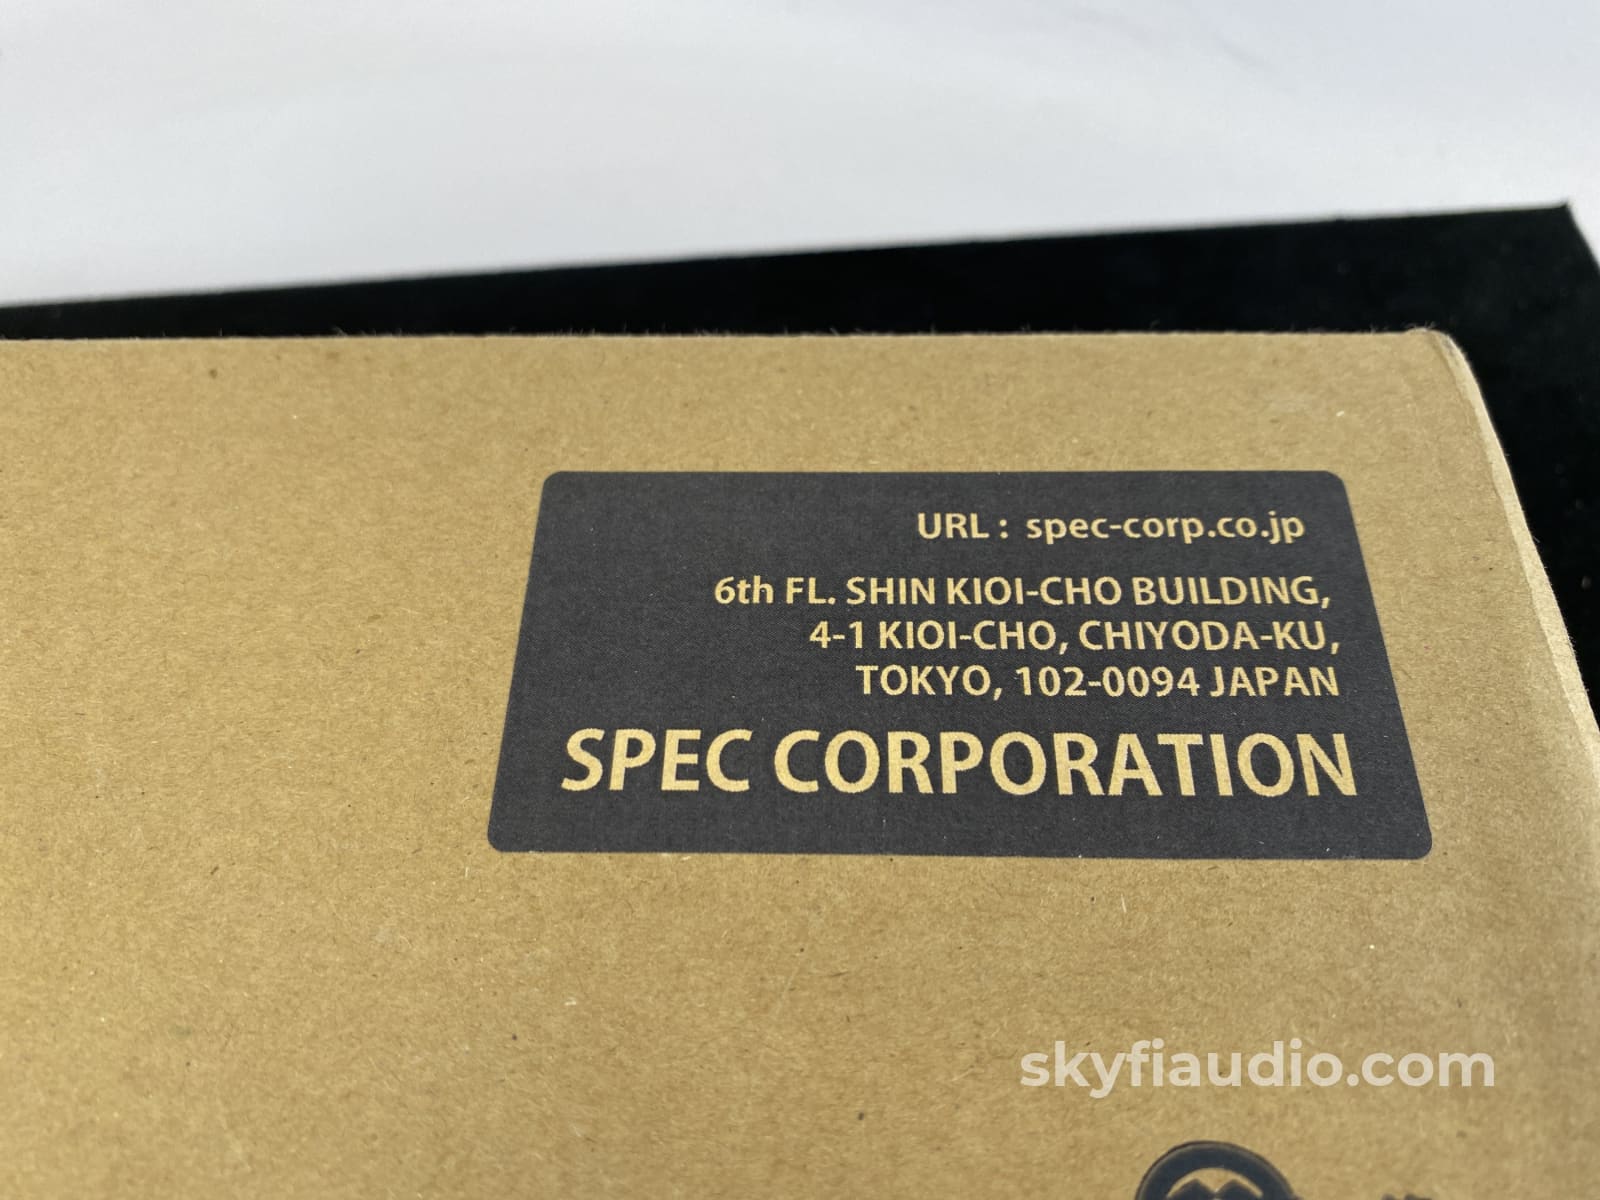 URL : spec-corp.co.jp
6th FL. SHIN KIOI-CHO BUILDING,
4-1 KIOI-CHO, CHIYODA-KU,
TOKYO, 102-0094 JAPAN
SPEC CORPORATION
skyfiaudio.com